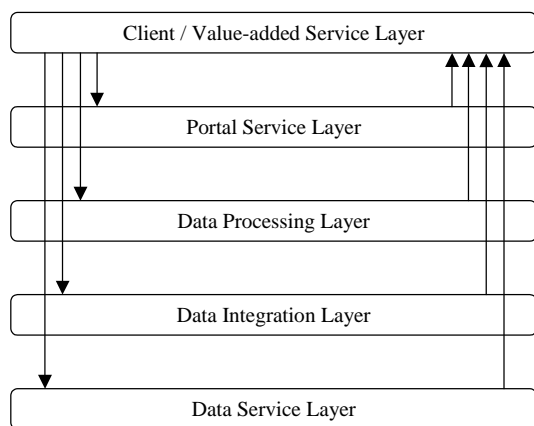 Client / Value-added Service Layer
Portal Service Layer
Data Processing Layer
Data Integration Layer
Data Service Layer